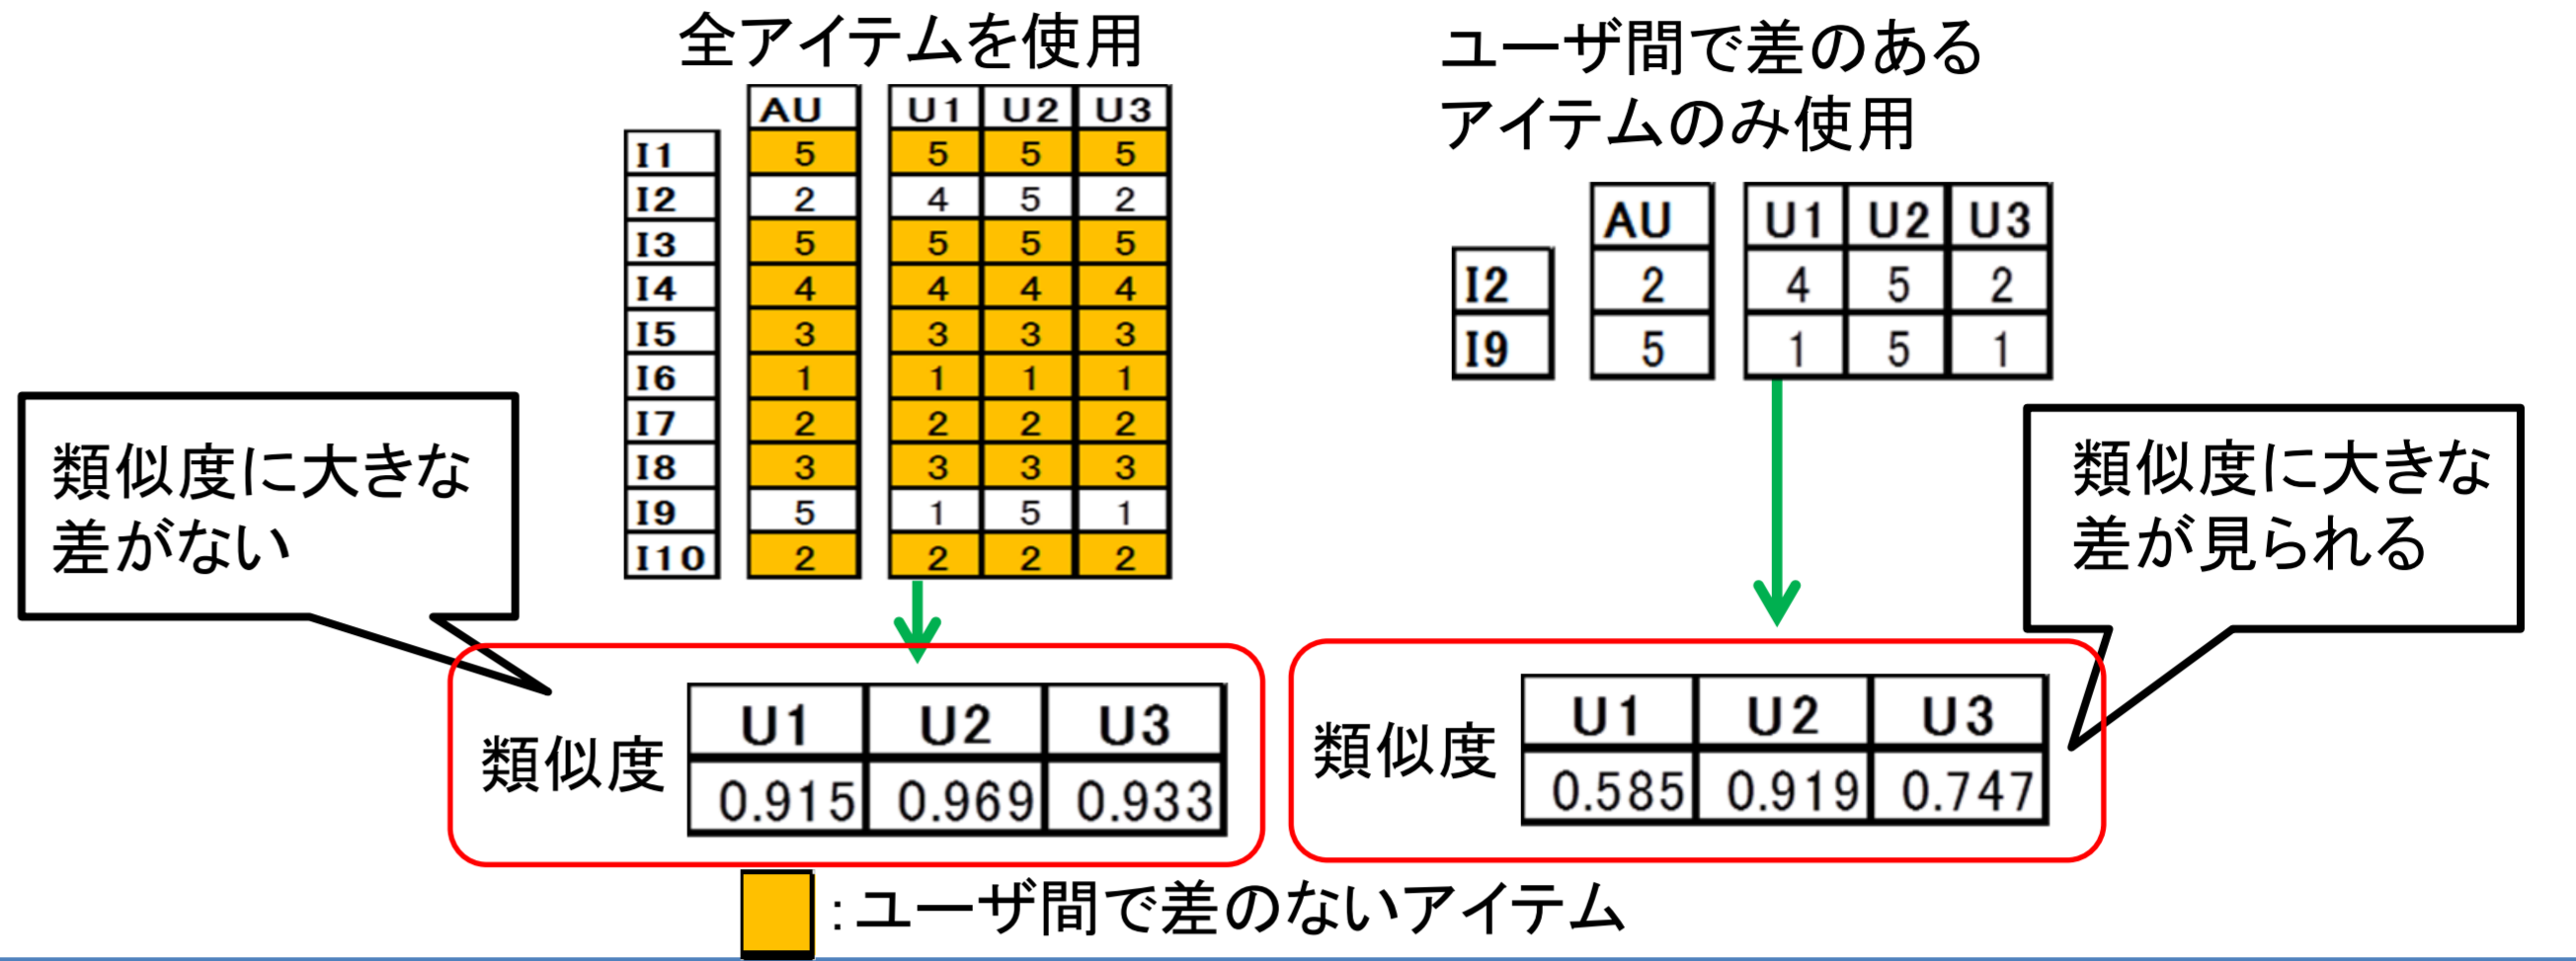 全アイテムを使用
AU U1 U2 U3
I1 5 5 5 5
I2 2 4 5 2
I3 5 5 5 5
I4 4 4 4 4
I5 3 3 3 3
I6 1 1 1 1
I7 2 2 2 2
I8 3 3 3 3
I9 5 1 5 1
I10 2 2 2 2
類似度に大きな
差がない
類似度
U1 U2 U3
0.915 0.969 0.933
ユーザ間で差のある
アイテムのみ使用
AU U1 U2 U3
I2 2 4 5 2
I9 5 1 5 1
類似度に大きな
差が見られる
類似度
U1 U2 U3
0.585 0.919 0.747
:ユーザ間で差のないアイテム